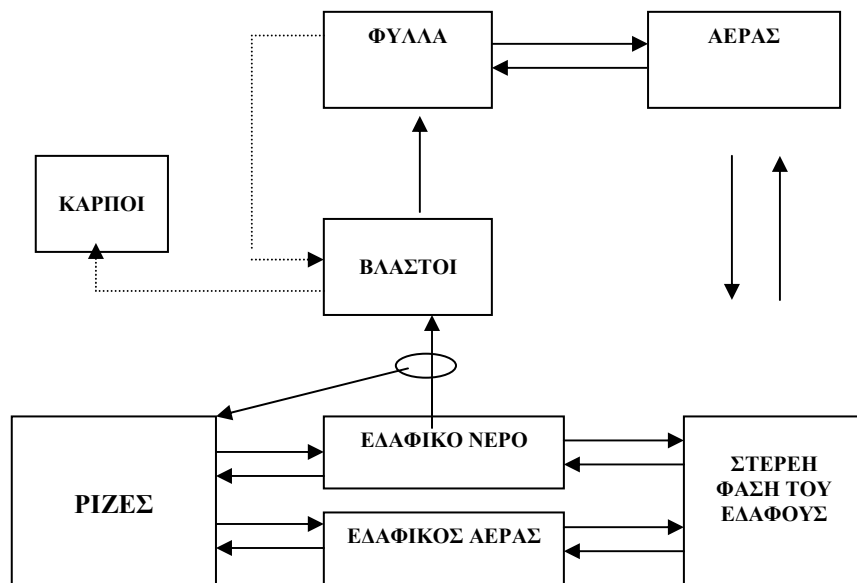 ΦΥΛΛΑ
ΑΕΡΑΣ
ΚΑΡΠΟΙ
ΒΛΑΣΤΟΙ
ΡΙΖΕΣ
ΕΔΑΦΙΚΟ ΝΕΡΟ
ΕΔΑΦΙΚΟΣ ΑΕΡΑΣ
ΣΤΕΡΕΗ
ΦΑΣΗ ΤΟΥ
ΕΔΑΦΟΥΣ